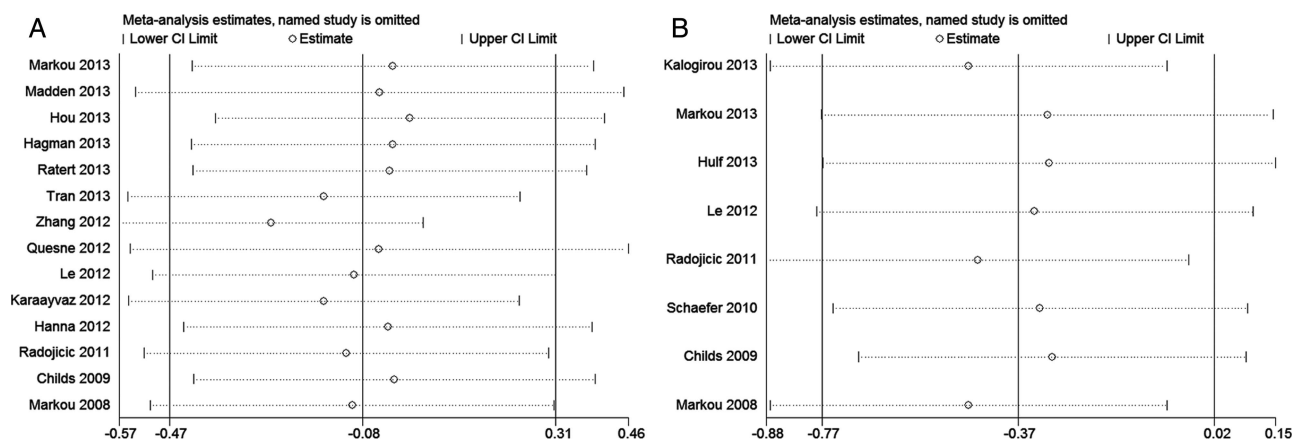 A
Meta-analysis estimates, named study is omitted
| Lower CI Limit ○ Estimate | Upper CI Limit
Markou 2013
Madden 2013
Hou 2013
Hagman 2013
Ratert 2013
Tran 2013
Zhang 2012
Quesne 2012
Le 2012
Karaayvaz 2012
Hanna 2012
Radojicic 2011
Childs 2009
Markou 2008
-0.57 -0.47 -0.08 0.31 0.46
B
Meta-analysis estimates, named study is omitted
| Lower CI Limit ○ Estimate | Upper CI Limit
Kalogirou 2013
Markou 2013
Hulf 2013
Le 2012
Radojicic 2011
Schaefer 2010
Childs 2009
Markou 2008
-0.88 -0.77 -0.37 0.02 0.15